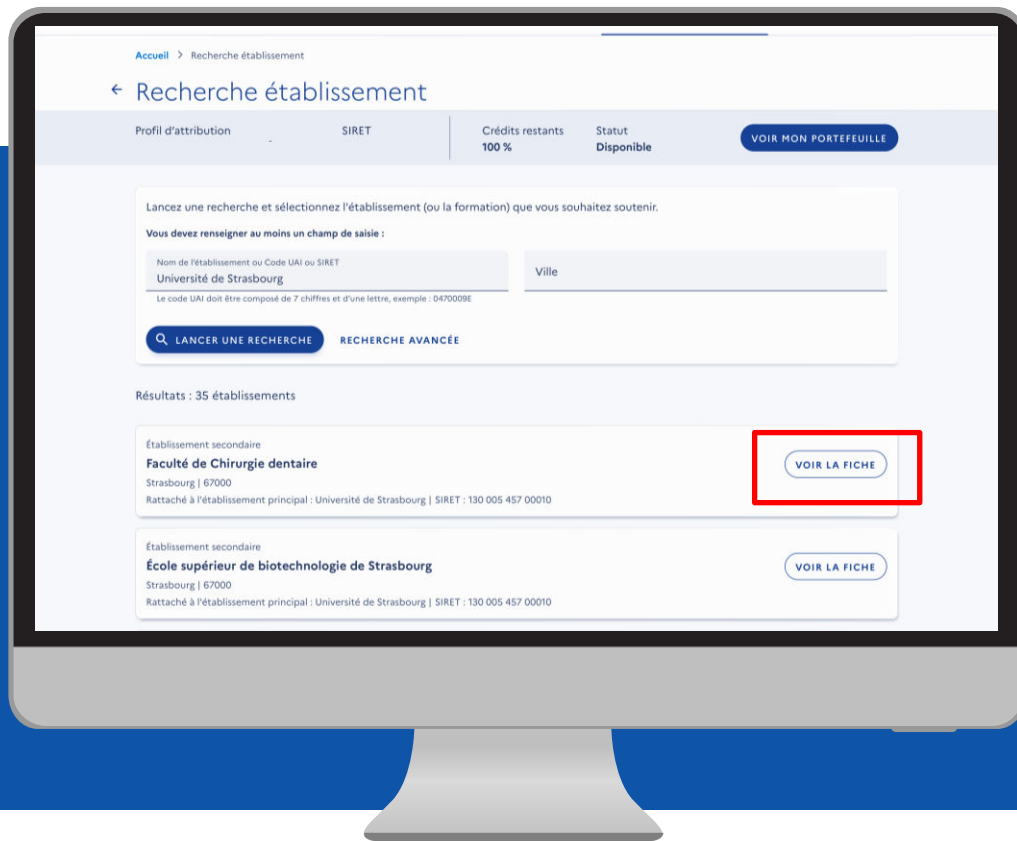 Accueil > Recherche établissement
← Recherche établissement
Profil d'attribution SIRET Crédits restants Statut
- 100 % Disponible
VOIR MON PORTEFEUILLE
Lancez une recherche et sélectionnez l'établissement (ou la formation) que vous souhaitez soutenir.
Vous devez renseigner au moins un champ de saisie :
Nom de l'établissement ou Code UAI ou SIRET
Université de Strasbourg
Ville
Le code UAI doit être composé de 7 chiffres et d'une lettre, exemple : 0470009E
LANCER UNE RECHERCHE RECHERCHE AVANCÉE
Résultats : 35 établissements
Établissement secondaire
Faculté de Chirurgie dentaire
Strasbourg | 67000
Rattaché à l'établissement principal : Université de Strasbourg | SIRET : 130 005 457 00010
VOIR LA FICHE
Établissement secondaire
École supérieur de biotechnologie de Strasbourg
Strasbourg | 67000
Rattaché à l'établissement principal : Université de Strasbourg | SIRET : 130 005 457 00010
VOIR LA FICHE